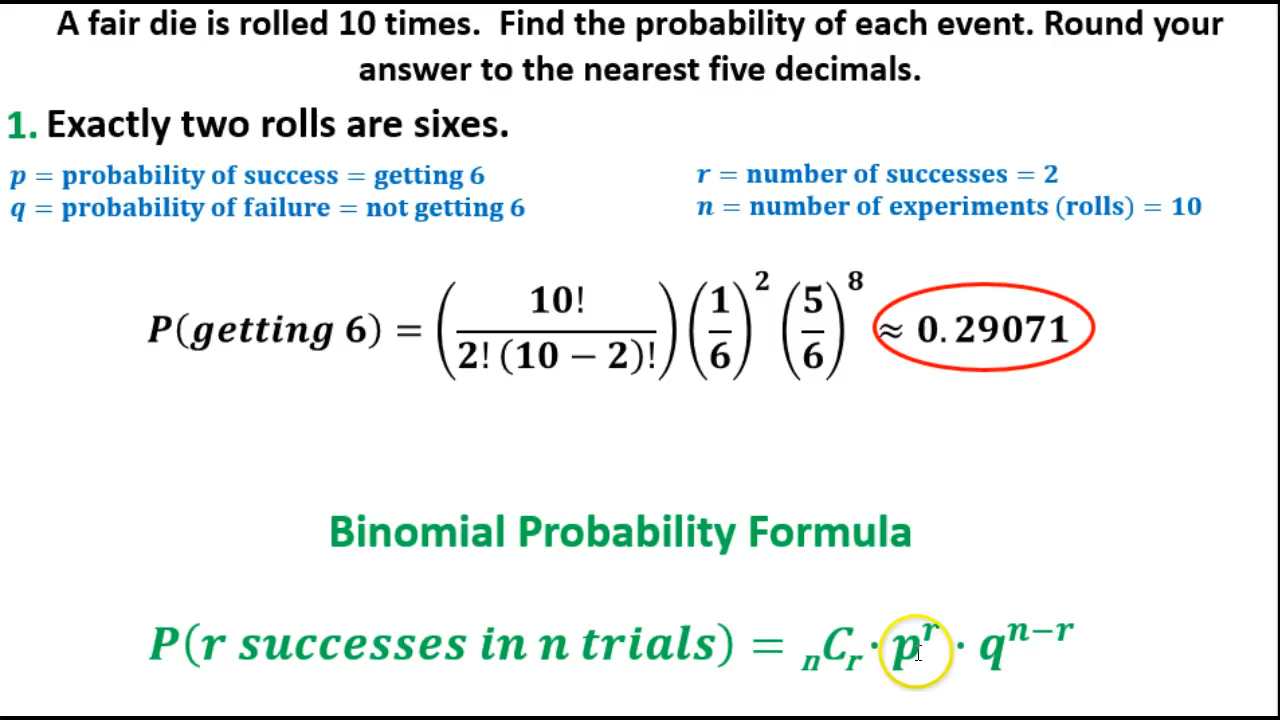 A fair die is rolled 10 times. Find the probability of each event. Round your
answer to the nearest five decimals.
1. Exactly two rolls are sixes.
p = probability of success = getting 6
r = number of successes = 2
q = probability of failure = not getting 6
n = number of experiments (rolls) = 10
P(getting 6) = (10! / 2! (10 − 2)!) (1/6)^2 (5/6)^8 ≈ 0.29071
Binomial Probability Formula
P(r successes in n trials) = nCr · p^r · q^(n−r)